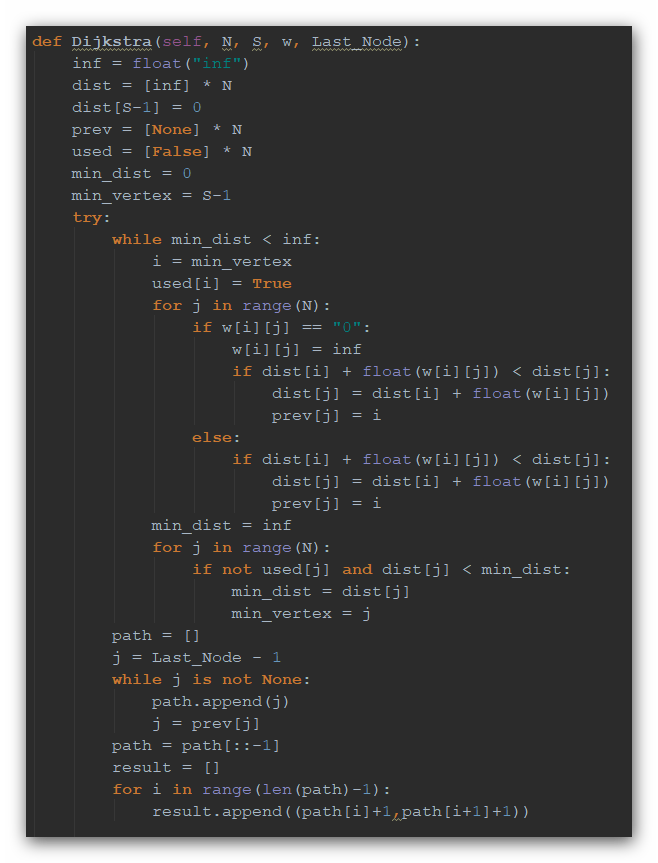 def Dijkstra(self, N, S, w, Last_Node):
    inf = float("inf")
    dist = [inf] * N
    dist[S-1] = 0
    prev = [None] * N
    used = [False] * N
    min_dist = 0
    min_vertex = S-1
    try:
        while min_dist < inf:
            i = min_vertex
            used[i] = True
            for j in range(N):
                if w[i][j] == "0":
                    w[i][j] = inf
                    if dist[i] + float(w[i][j]) < dist[j]:
                        dist[j] = dist[i] + float(w[i][j])
                        prev[j] = i
                else:
                    if dist[i] + float(w[i][j]) < dist[j]:
                        dist[j] = dist[i] + float(w[i][j])
                        prev[j] = i
            min_dist = inf
            for j in range(N):
                if not used[j] and dist[j] < min_dist:
                    min_dist = dist[j]
                    min_vertex = j
        path = []
        j = Last_Node - 1
        while j is not None:
            path.append(j)
            j = prev[j]
        path = path[::-1]
        result = []
        for i in range(len(path)-1):
            result.append((path[i]+1,path[i+1]+1))